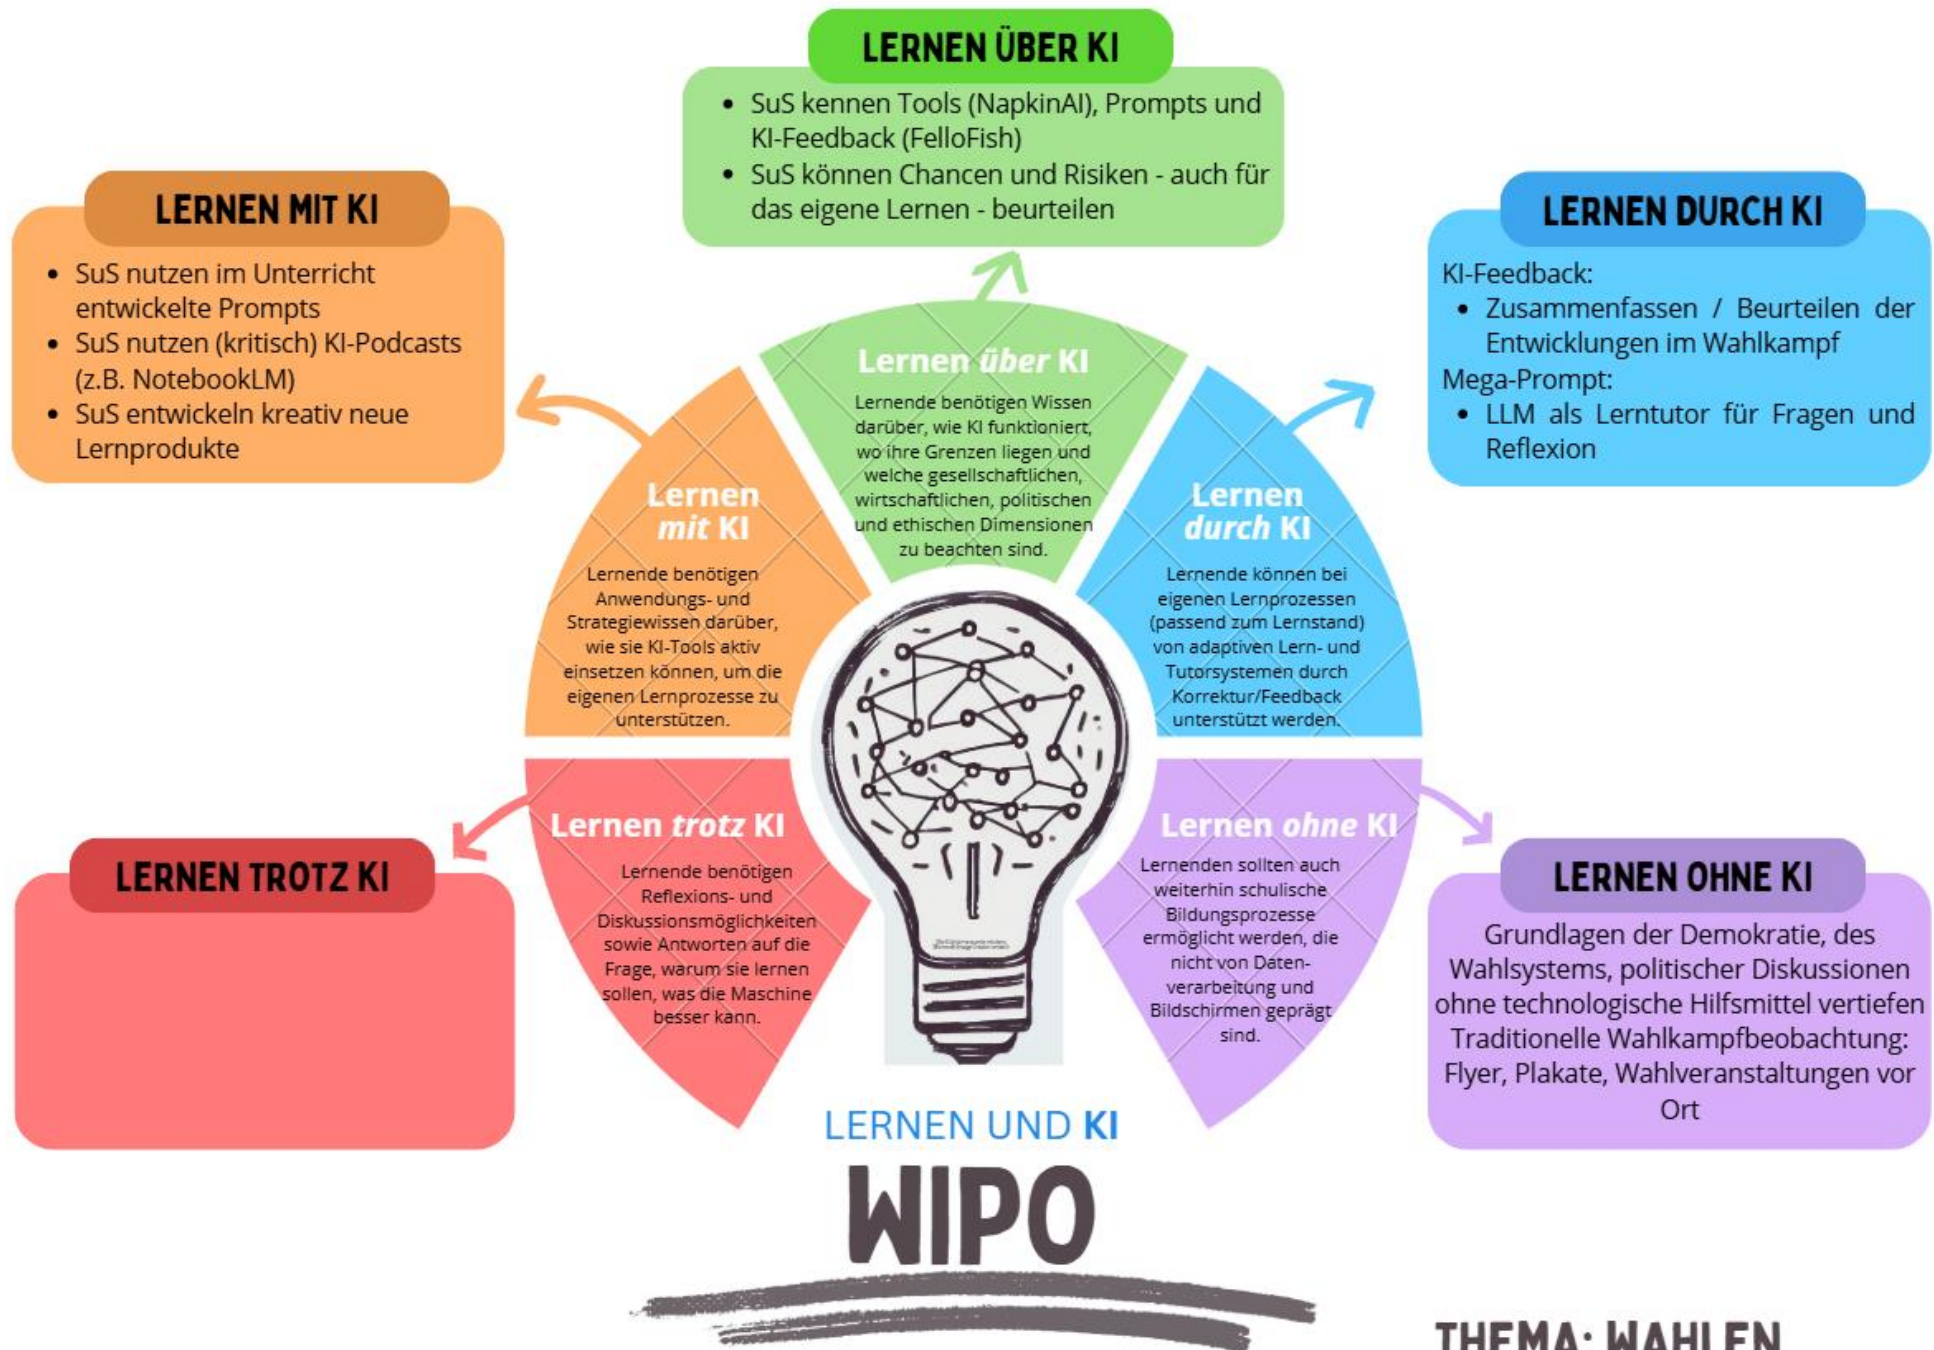 LERNEN ÜBER KI
• SuS kennen Tools (NapkinAI), Prompts und
KI-Feedback (FelloFish)
• SuS können Chancen und Risiken - auch für
das eigene Lernen - beurteilen
LERNEN MIT KI
• SuS nutzen im Unterricht
entwickelte Prompts
• SuS nutzen (kritisch) KI-Podcasts
(z.B. NotebookLM)
• SuS entwickeln kreativ neue
Lernprodukte
LERNEN DURCH KI
KI-Feedback:
• Zusammenfassen / Beurteilen der
Entwicklungen im Wahlkampf
Mega-Prompt:
• LLM als Lerntutor für Fragen und
Reflexion
Lernen über KI
Lernende benötigen Wissen
darüber, wie KI funktioniert,
wo ihre Grenzen liegen und
welche gesellschaftlichen,
wirtschaftlichen, politischen
und ethischen Dimensionen
zu beachten sind.
Lernen
mit KI
Lernende benötigen
Anwendungs- und
Strategiewissen darüber,
wie sie KI-Tools aktiv
einsetzen können, um die
eigenen Lernprozesse zu
unterstützen.
Lernen
durch KI
Lernende können bei
eigenen Lernprozessen
(passend zum Lernstand)
von adaptiven Lern- und
Tutorsystemen durch
Korrektur/Feedback
unterstützt werden.
Lernen trotz KI
Lernende benötigen
Reflexions- und
Diskussionsmöglichkeiten
sowie Antworten auf die
Frage, warum sie lernen
sollen, was die Maschine
besser kann.
Lernen ohne KI
Lernenden sollten auch
weiterhin schulische
Bildungsprozesse
ermöglicht werden, die
nicht von Daten-
verarbeitung und
Bildschirmen geprägt
sind.
LERNEN TROTZ KI
LERNEN OHNE KI
Grundlagen der Demokratie, des
Wahlsystems, politischer Diskussionen
ohne technologische Hilfsmittel vertiefen
Traditionelle Wahlkampfbeobachtung:
Flyer, Plakate, Wahlveranstaltungen vor
Ort
LERNEN UND KI
WIPO
THEMA: WAHLEN